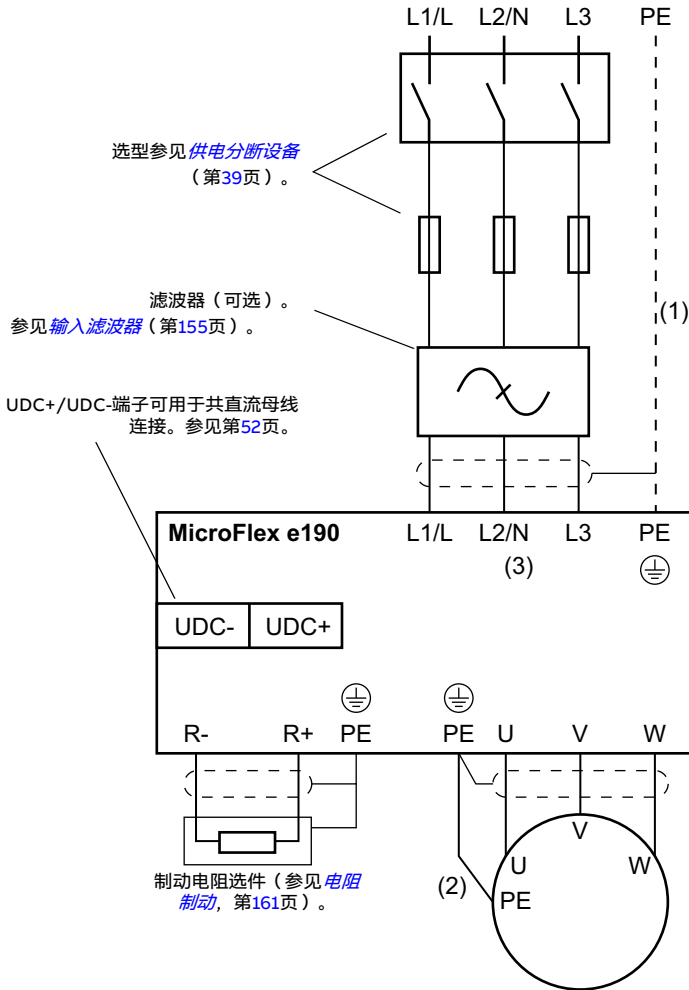 L1/L L2/N L3 PE
选型参见供电分断设备
（第39页）。
滤波器（可选）。
参见输入滤波器（第155页）。
(1)
UDC+/UDC-端子可用于共直流母线
连接。参见第52页。
MicroFlex e190 L1/L L2/N L3 PE
(3)
UDC- UDC+
R- R+ PE PE U V W
V
U W
(2) PE
制动电阻选件（参见电阻
制动，第161页）。